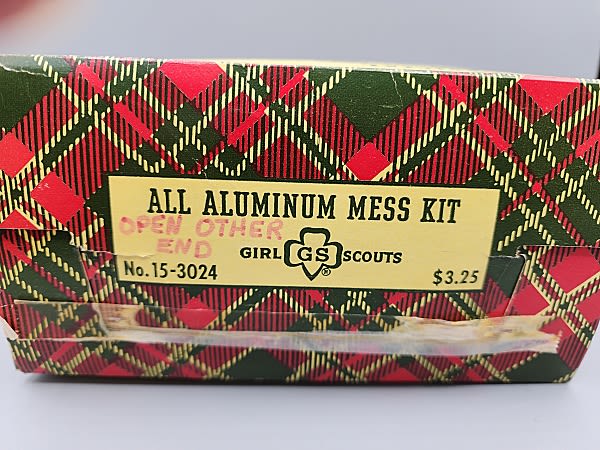 ALL ALUMINUM MESS KIT
OPEN OTHER
END
GIRL GS SCOUTS
®
No. 15-3024
$3.25